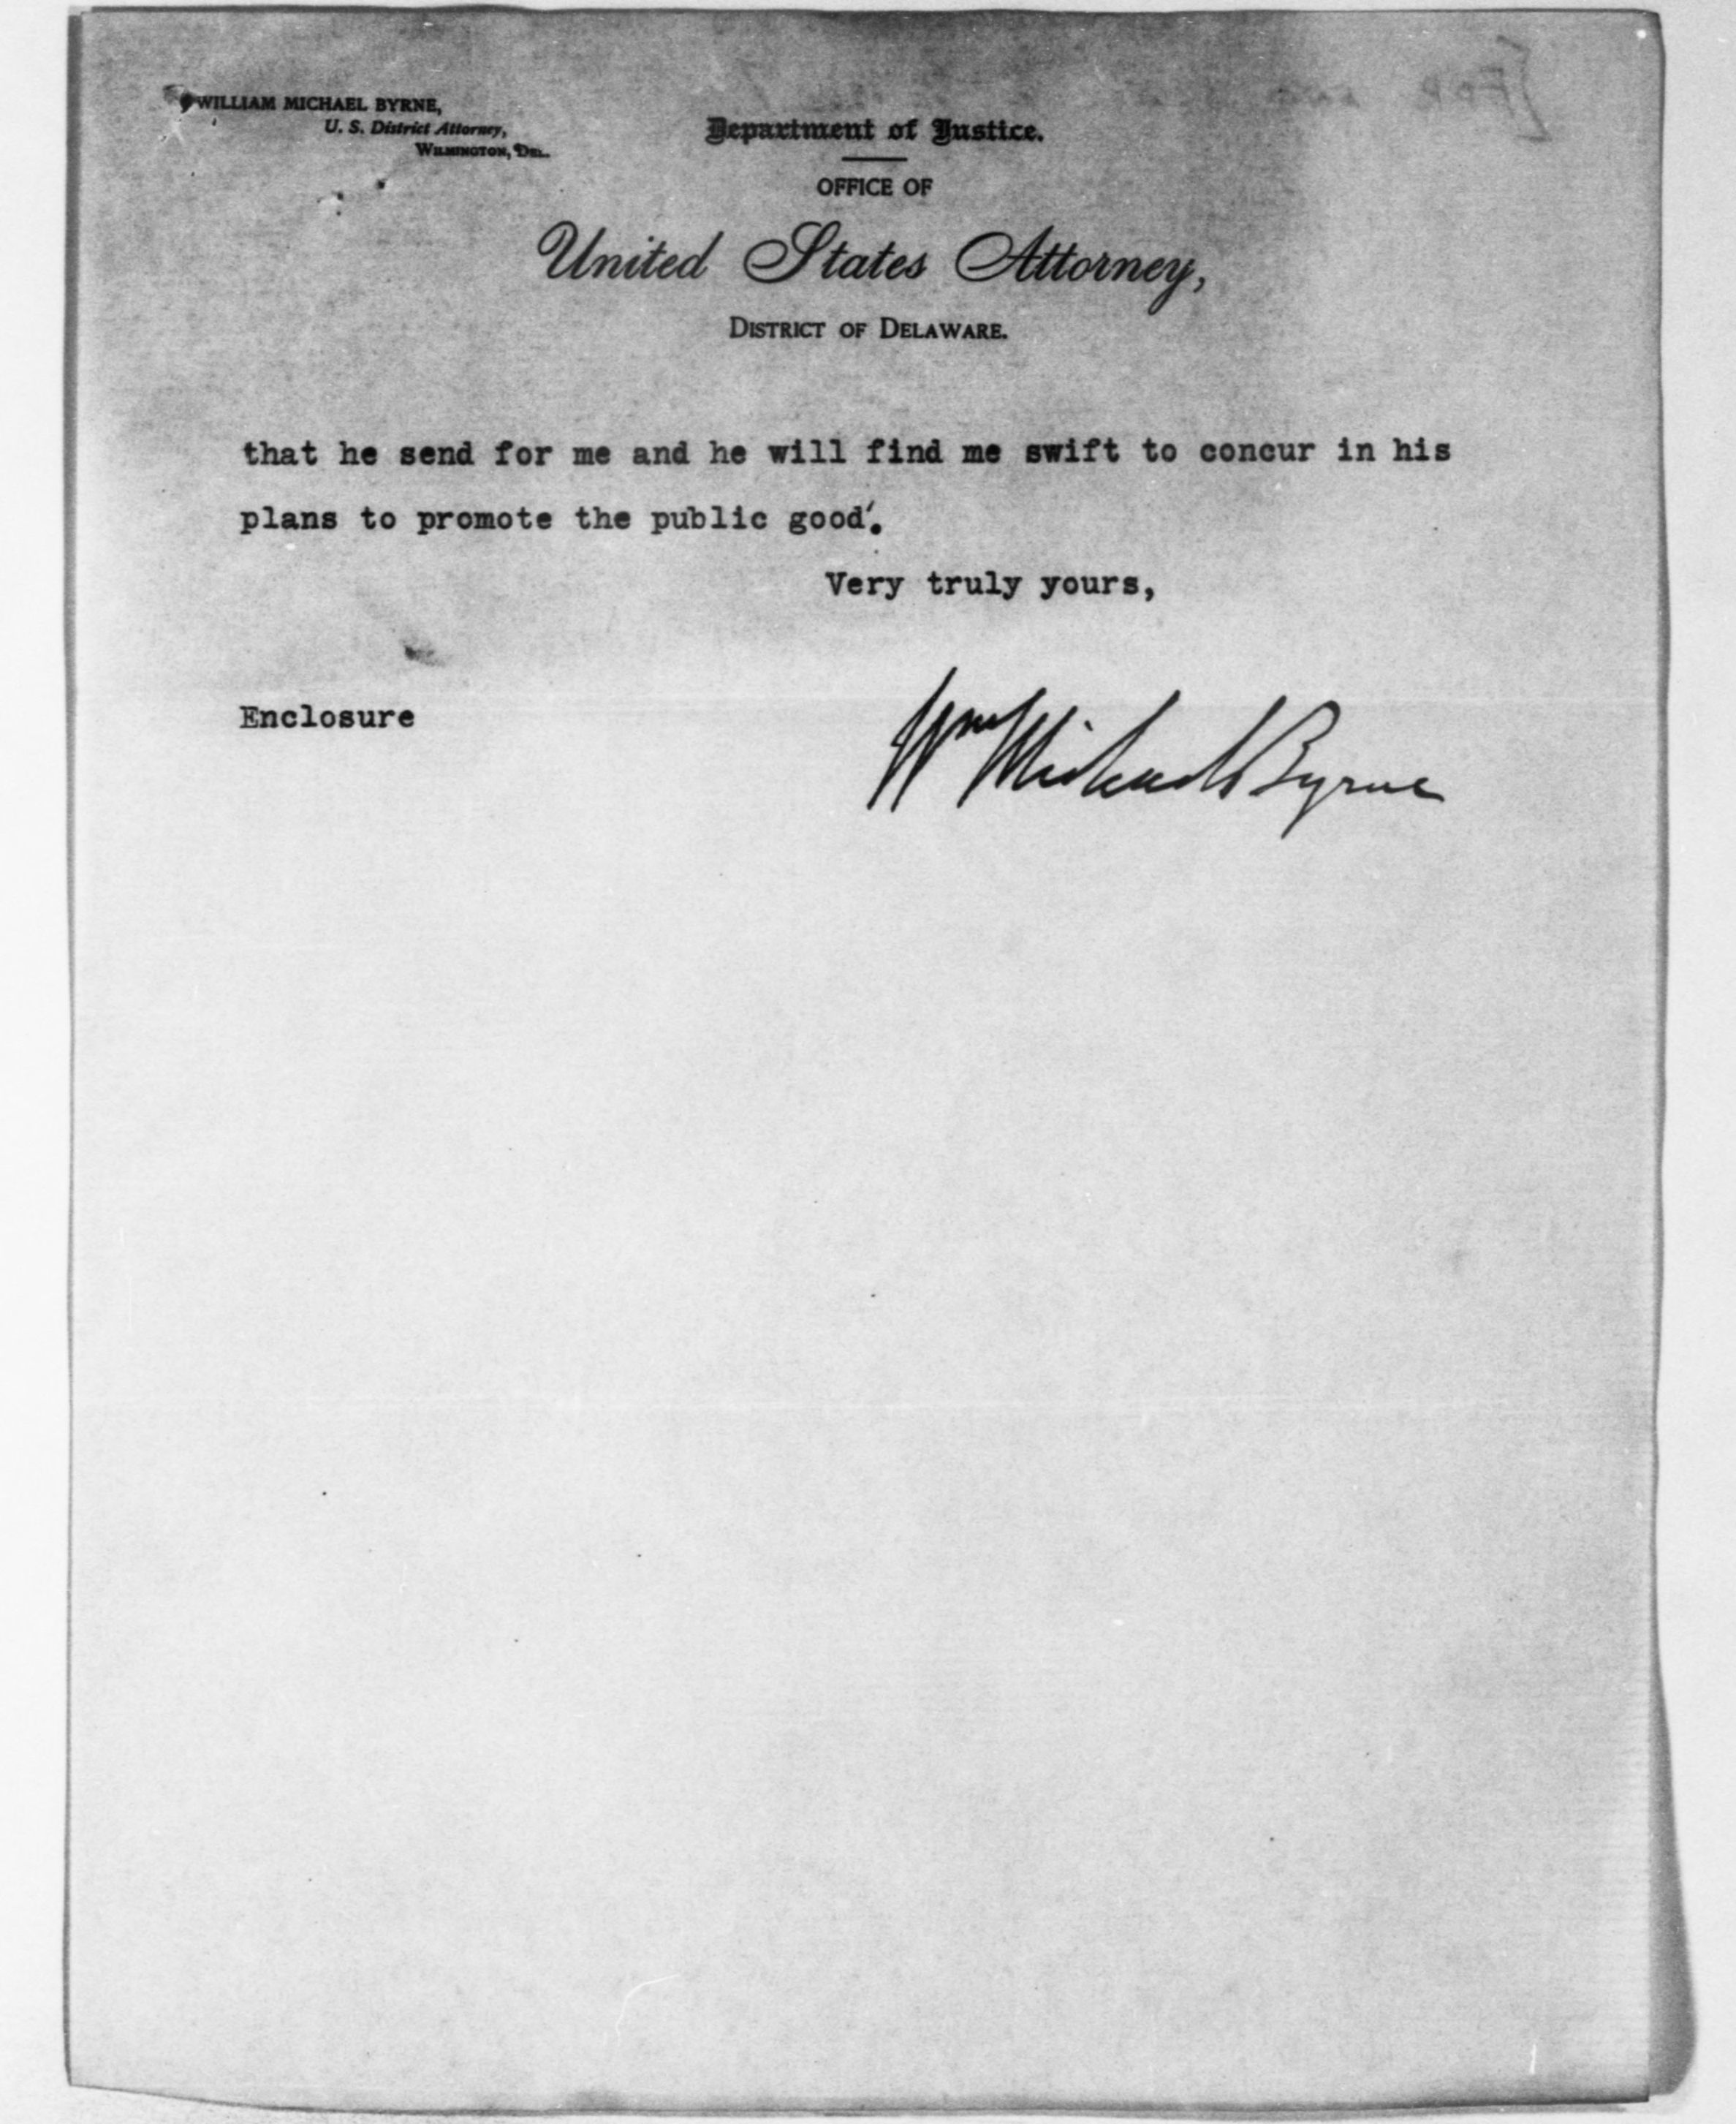 WILLIAM MICHAEL BYRNE,
U. S. District Attorney,
WILMINGTON, DEL.
Department of Justice.
OFFICE OF
United States Attorney,
DISTRICT OF DELAWARE.
that he send for me and he will find me swift to concur in his
plans to promote the public good.
Very truly yours,
Enclosure
Wm Michael Byrne